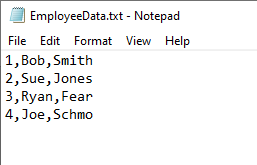 EmployeeData.txt - Notepad
File Edit Format View Help
1,Bob,Smith
2,Sue,Jones
3,Ryan,Fear
4,Joe,Schmo